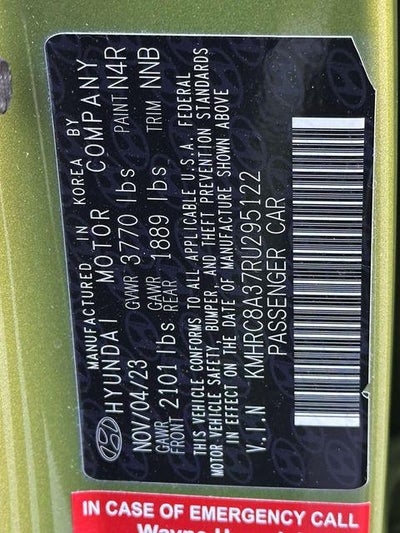 MANUFACTURED IN KOREA BY
HYUNDAI MOTOR COMPANY
NOV/04/23 GVWR 3770 lbs PAINT N4R
GAWR FRONT 2101 lbs GAWR REAR 1889 lbs TRIM NNB
THIS VEHICLE CONFORMS TO ALL APPLICABLE U.S.A. FEDERAL
MOTOR VEHICLE SAFETY, BUMPER, AND THEFT PREVENTION STANDARDS
IN EFFECT ON THE DATE OF MANUFACTURE SHOWN ABOVE
V.I.N KMHRC8A37RU295122
PASSENGER CAR
IN CASE OF EMERGENCY CALL
Wayne